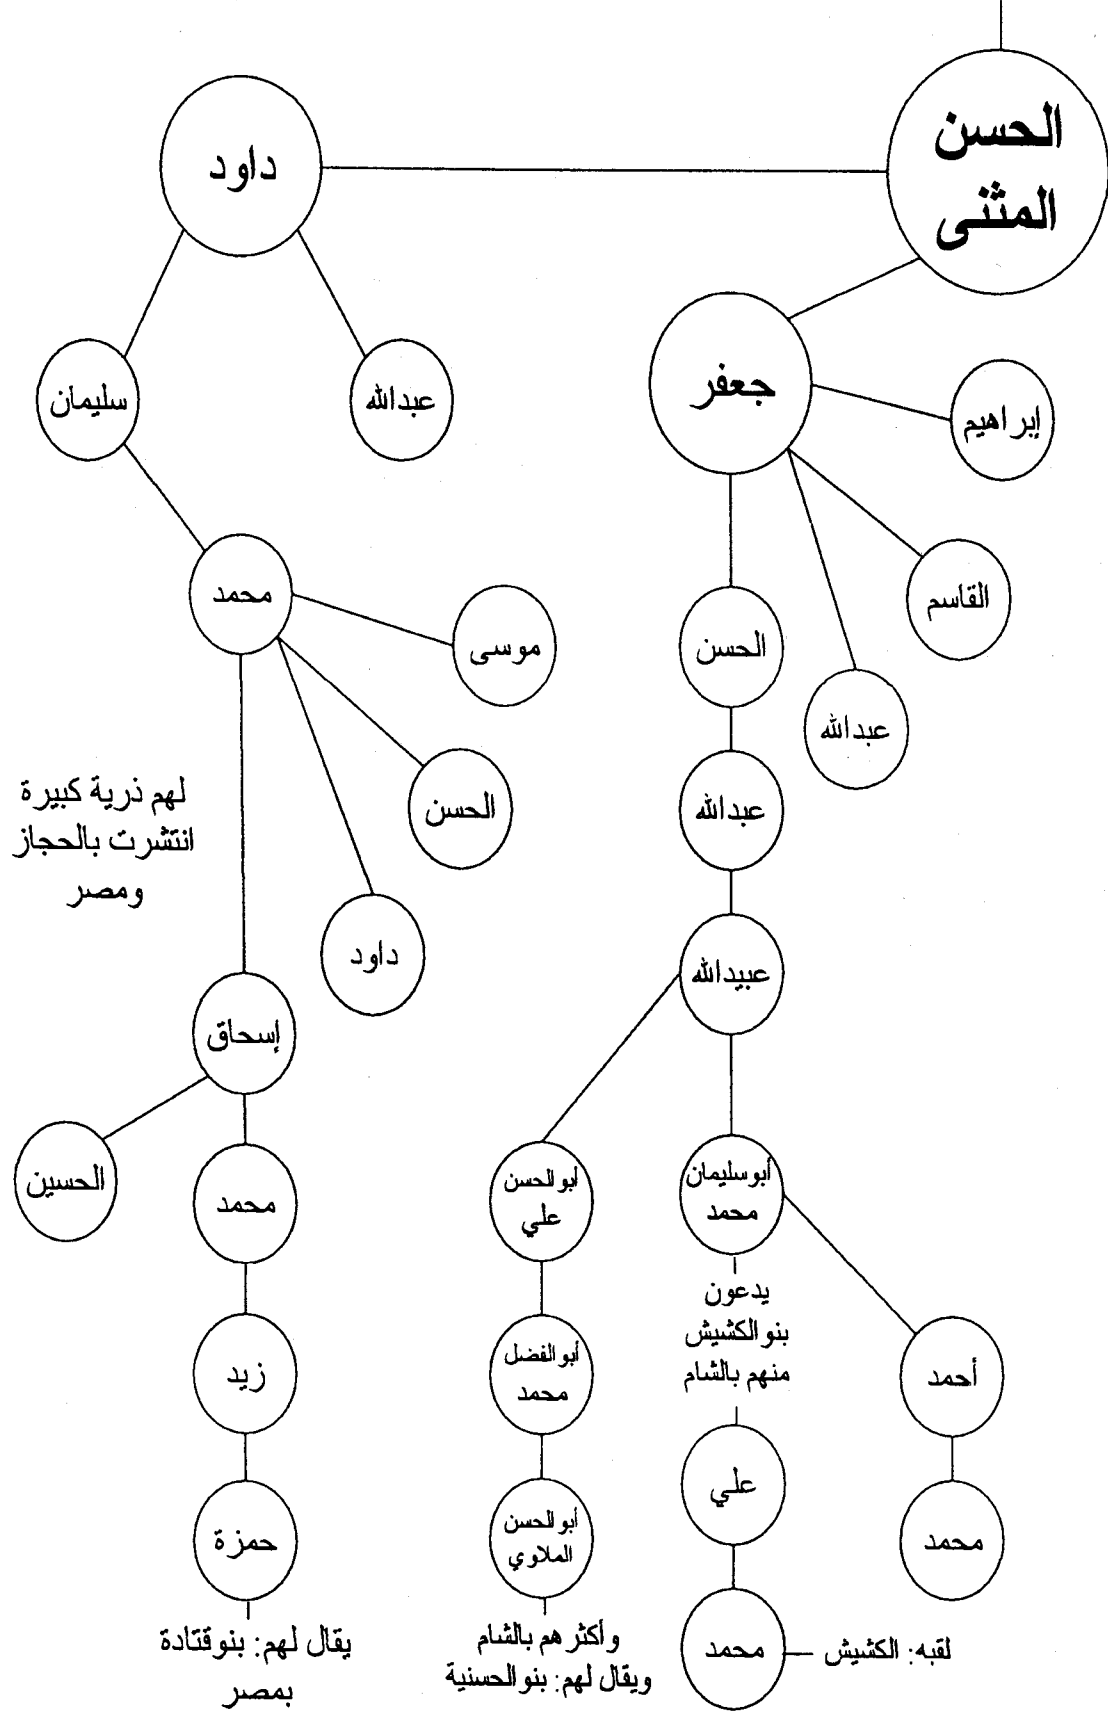 الحسن
المثنى
داود
جعفر
إبراهيم
سليمان
عبدالله
القاسم
محمد
موسى
الحسن
عبدالله
الحسن
عبدالله
لهم ذرية كبيرة
انتشرت بالحجاز
ومصر
داود
عبيدالله
إسحاق
الحسين
محمد
أبوسليمان
محمد
أبوالحسن
علي
يدعون
بنوالكشيش
منهم بالشام
أحمد
أبوالفضل
محمد
زيد
علي
محمد
أبوالحسن
الملاوي
حمزة
لقبه: الكشيش
محمد
وأكثرهم بالشام
ويقال لهم: بنوالحسنية
يقال لهم: بنوقتادة
بمصر